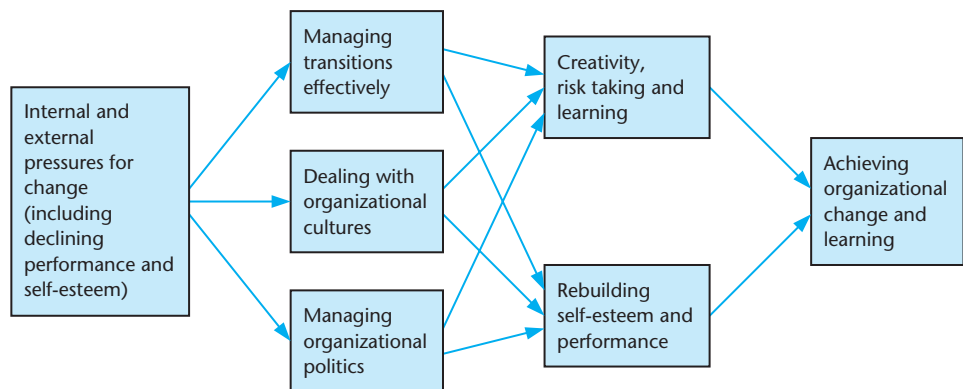 Internal and
external
pressures for
change
(including
declining
performance and
self-esteem)
Managing
transitions
effectively
Dealing with
organizational
cultures
Managing
organizational
politics
Creativity,
risk taking and
learning
Rebuilding
self-esteem and
performance
Achieving
organizational
change and
learning